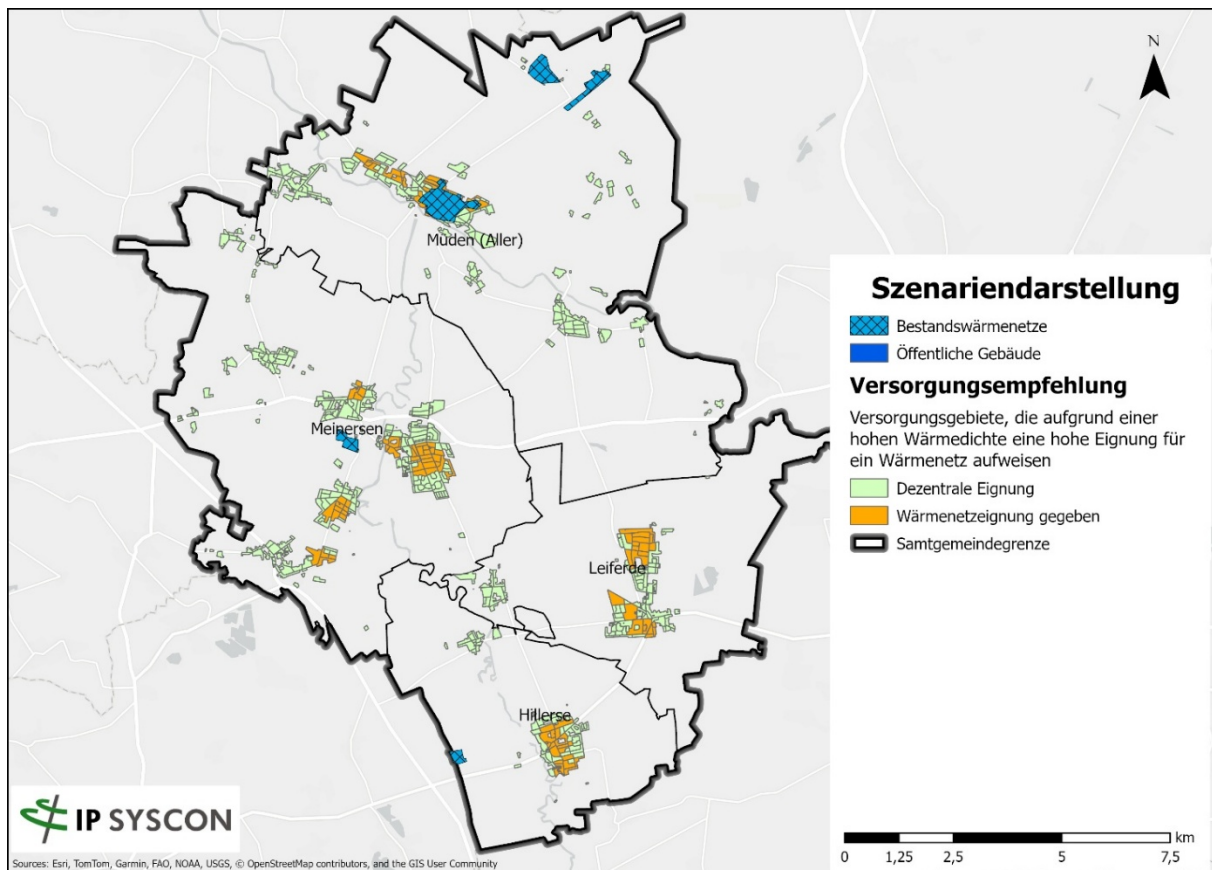 N
Müden (Aller)
Meinersen
Leiferde
Hillerse
Szenariendarstellung
Bestandswärmenetze
Öffentliche Gebäude
Versorgungsempfehlung
Versorgungsgebiete, die aufgrund einer
hohen Wärmedichte eine hohe Eignung für
ein Wärmenetz aufweisen
Dezentrale Eignung
Wärmenetzeignung gegeben
Samtgemeindegrenze
km
0 1,25 2,5 5 7,5
IP SYSCON
Sources: Esri, TomTom, Garmin, FAO, NOAA, USGS, © OpenStreetMap contributors, and the GIS User Community